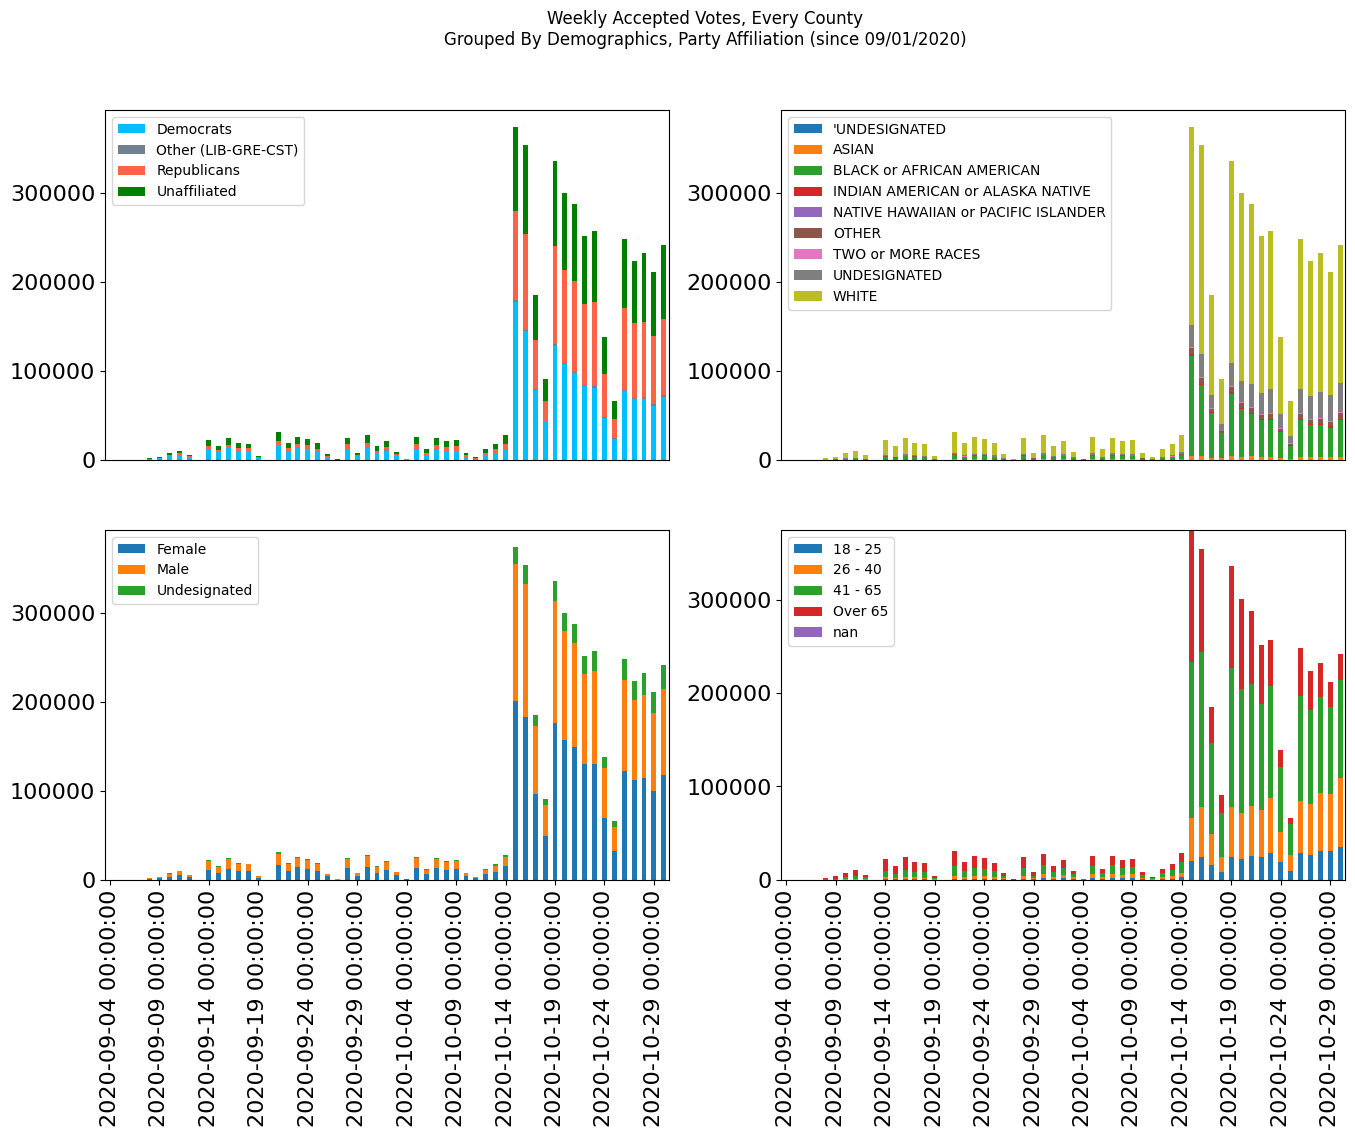 Weekly Accepted Votes, Every County
Grouped By Demographics, Party Affiliation (since 09/01/2020)
Democrats
Other (LIB-GRE-CST)
Republicans
Unaffiliated
300000
200000
100000
0
'UNDESIGNATED
ASIAN
BLACK or AFRICAN AMERICAN
INDIAN AMERICAN or ALASKA NATIVE
NATIVE HAWAIIAN or PACIFIC ISLANDER
OTHER
TWO or MORE RACES
UNDESIGNATED
WHITE
300000
200000
100000
0
Female
Male
Undesignated
300000
200000
100000
0
2020-09-04 00:00:00
2020-09-09 00:00:00
2020-09-14 00:00:00
2020-09-19 00:00:00
2020-09-24 00:00:00
2020-09-29 00:00:00
2020-10-04 00:00:00
2020-10-09 00:00:00
2020-10-14 00:00:00
2020-10-19 00:00:00
2020-10-24 00:00:00
2020-10-29 00:00:00
18 - 25
26 - 40
41 - 65
Over 65
nan
300000
200000
100000
0
2020-09-04 00:00:00
2020-09-09 00:00:00
2020-09-14 00:00:00
2020-09-19 00:00:00
2020-09-24 00:00:00
2020-09-29 00:00:00
2020-10-04 00:00:00
2020-10-09 00:00:00
2020-10-14 00:00:00
2020-10-19 00:00:00
2020-10-24 00:00:00
2020-10-29 00:00:00